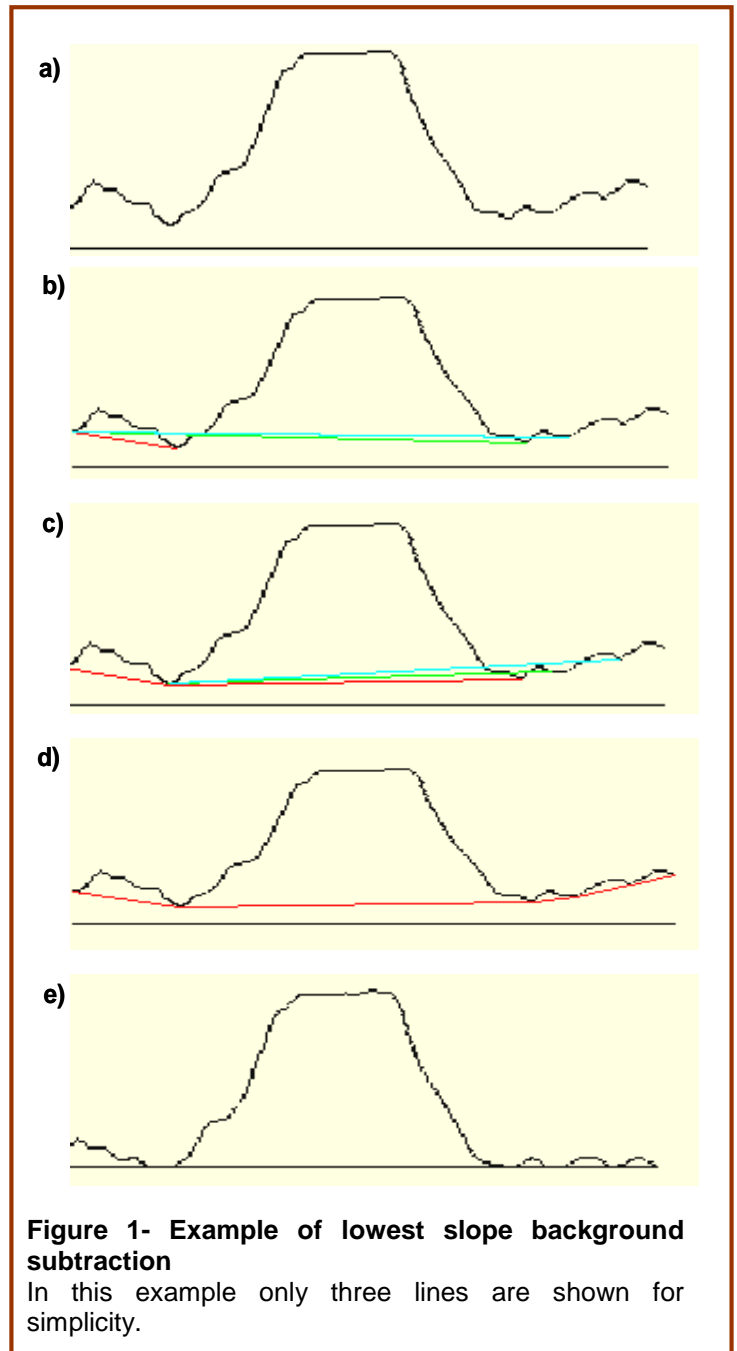 a)
b)
c)
d)
e)
Figure 1- Example of lowest slope background
subtraction
In this example only three lines are shown for
simplicity.